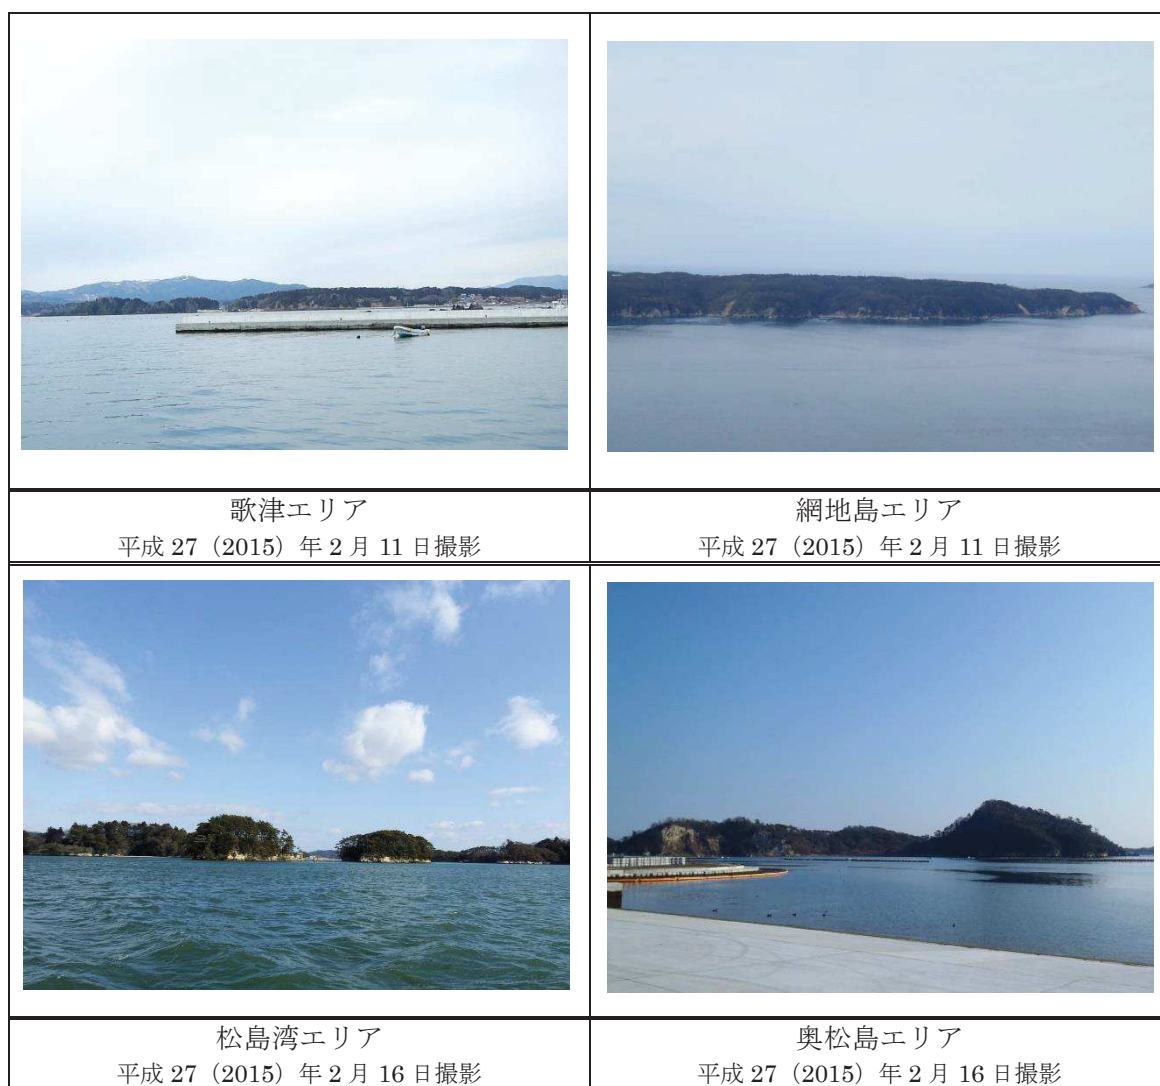 歌津エリア
平成 27（2015）年 2 月 11 日撮影
網地島エリア
平成 27（2015）年 2 月 11 日撮影
松島湾エリア
平成 27（2015）年 2 月 16 日撮影
奥松島エリア
平成 27（2015）年 2 月 16 日撮影